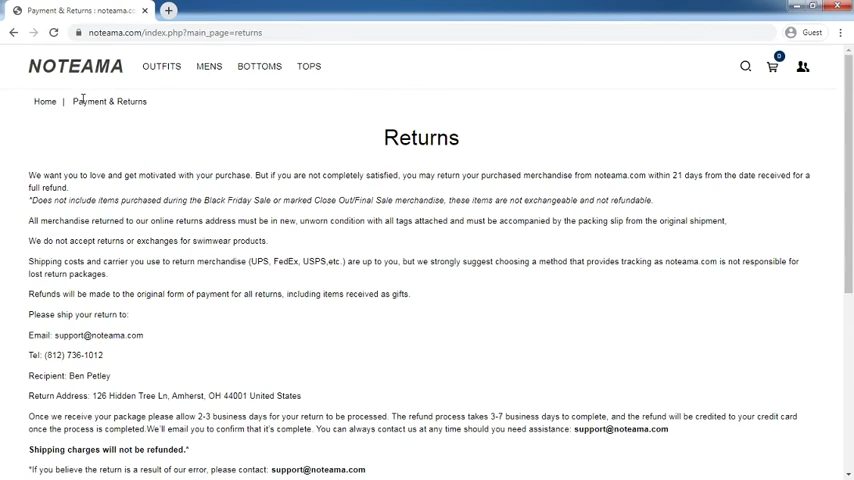 Payment & Returns : noteama.co
noteama.com/index.php?main_page=returns
Guest
NOTEAMA OUTFITS MENS BOTTOMS TOPS 0
Home | Payment & Returns
Returns
We want you to love and get motivated with your purchase. But if you are not completely satisfied, you may return your purchased merchandise from noteama.com within 21 days from the date received for a
full refund.
*Does not include items purchased during the Black Friday Sale or marked Close Out/Final Sale merchandise, these items are not exchangeable and not refundable.
All merchandise returned to our online returns address must be in new, unworn condition with all tags attached and must be accompanied by the packing slip from the original shipment,
We do not accept returns or exchanges for swimwear products.
Shipping costs and carrier you use to return merchandise (UPS, FedEx, USPS,etc.) are up to you, but we strongly suggest choosing a method that provides tracking as noteama.com is not responsible for
lost return packages.
Refunds will be made to the original form of payment for all returns, including items received as gifts.
Please ship your return to:
Email: support@noteama.com
Tel: (812) 736-1012
Recipient: Ben Petley
Return Address: 126 Hidden Tree Ln, Amherst, OH 44001 United States
Once we receive your package please allow 2-3 business days for your return to be processed. The refund process takes 3-7 business days to complete, and the refund will be credited to your credit card
once the process is completed.We'll email you to confirm that it's complete. You can always contact us at any time should you need assistance: support@noteama.com
Shipping charges will not be refunded.*
*If you believe the return is a result of our error, please contact: support@noteama.com